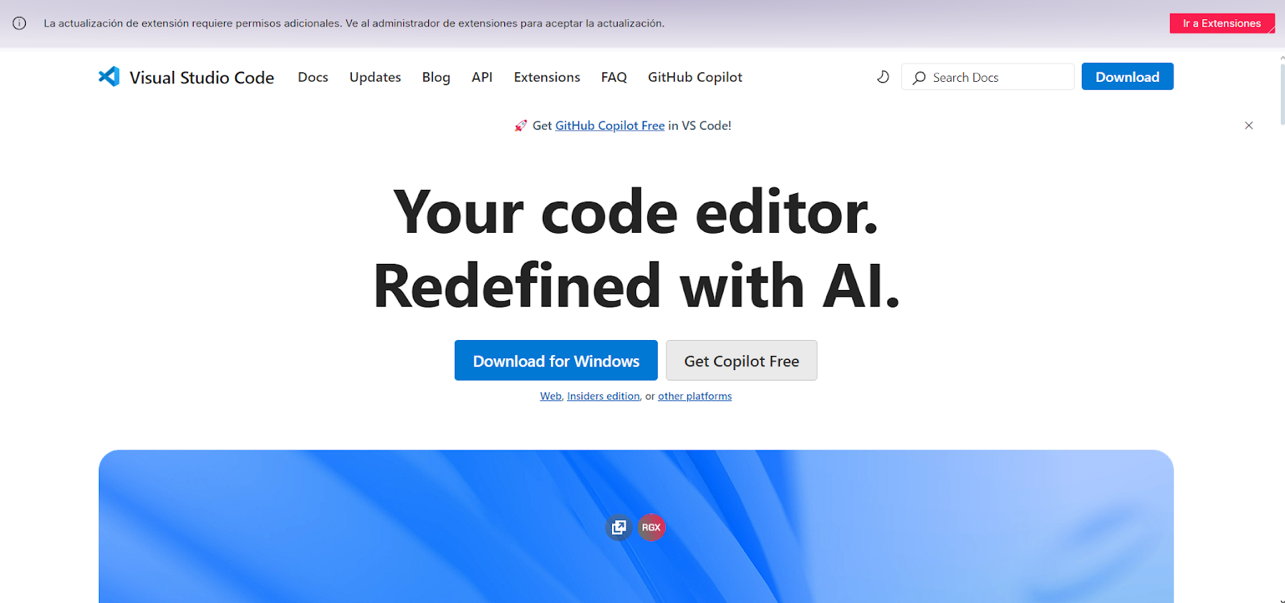 La actualización de extensión requiere permisos adicionales. Ve al administrador de extensiones para aceptar la actualización.
Ir a Extensiones
Visual Studio Code
Docs
Updates
Blog
API
Extensions
FAQ
GitHub Copilot
Search Docs
Download
🚀 Get GitHub Copilot Free in VS Code!
Your code editor.
Redefined with AI.
Download for Windows
Get Copilot Free
Web, Insiders edition, or other platforms
RGX